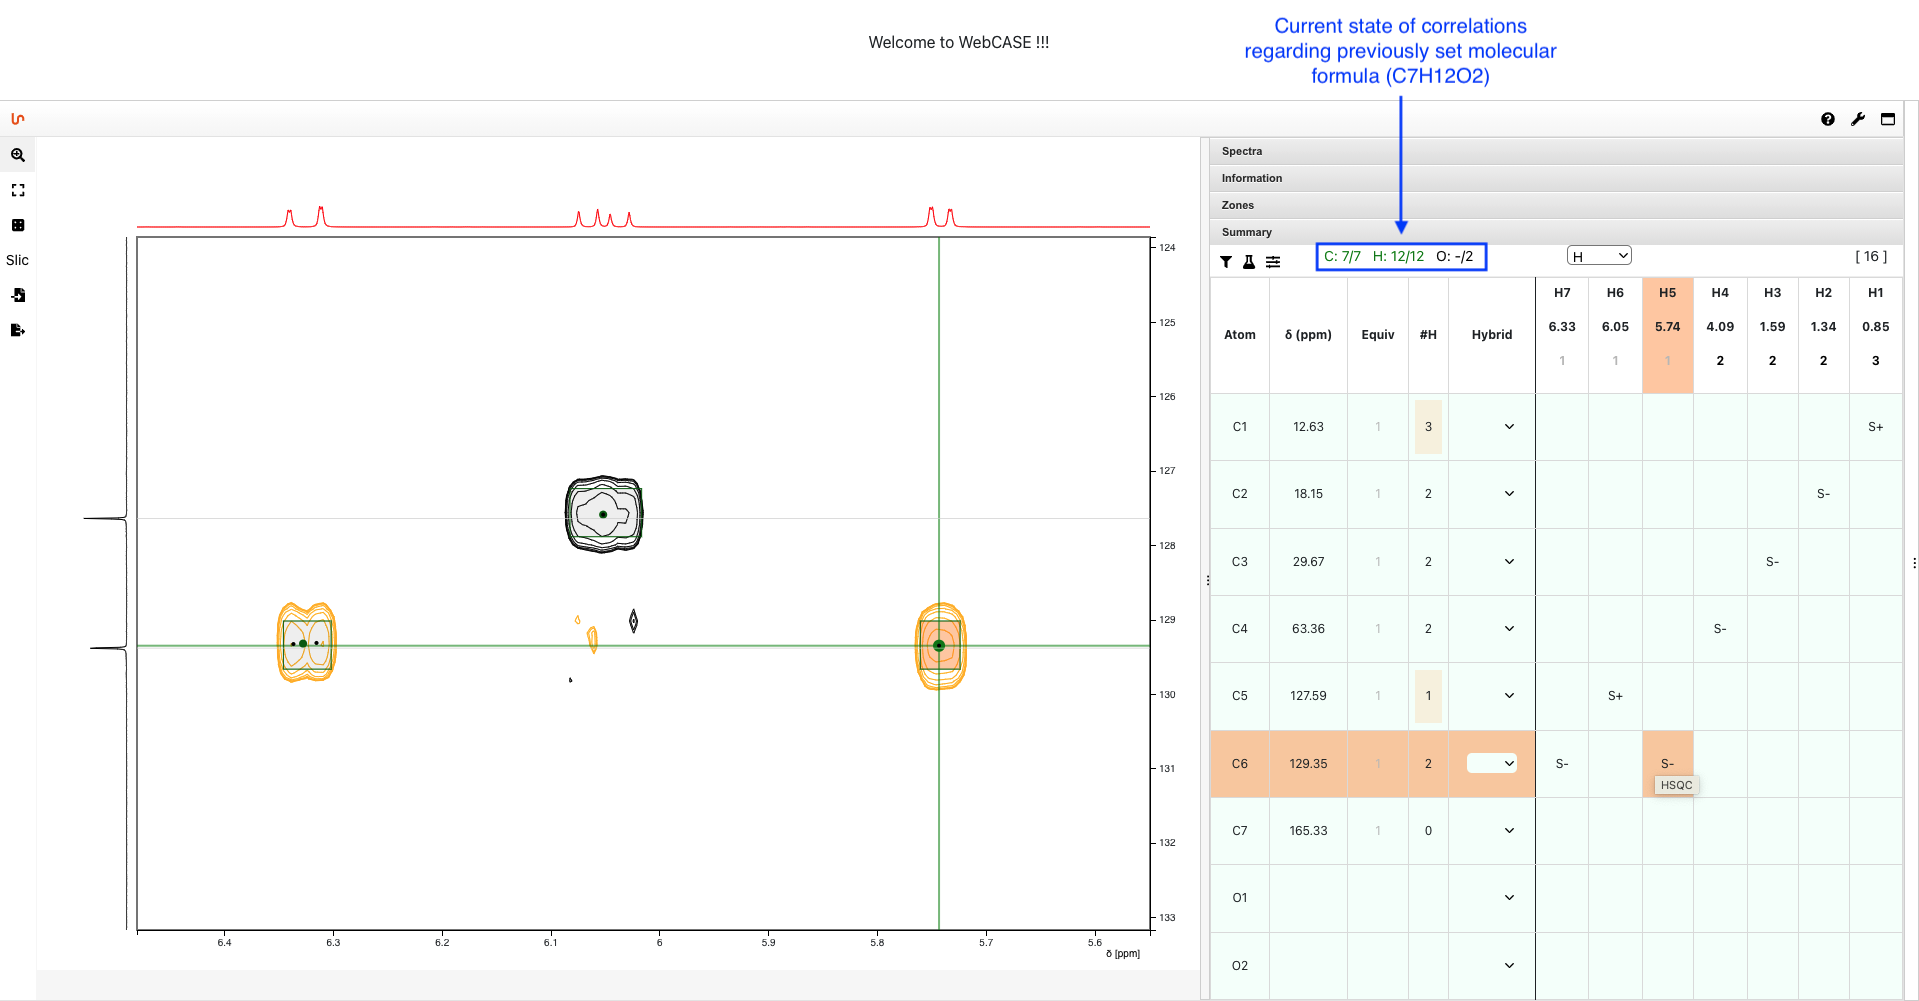 Current state of correlations
regarding previously set molecular
formula (C7H12O2)
Welcome to WebCASE !!!
Slic
Spectra
Information
Zones
Summary
C: 7/7 H: 12/12 O: -/2 H [ 16 ]
Atom δ (ppm) Equiv #H Hybrid
H7 H6 H5 H4 H3 H2 H1
6.33 6.05 5.74 4.09 1.59 1.34 0.85
1 1 1 2 2 2 3
C1 12.63 1 3 S+
C2 18.15 1 2 S-
C3 29.67 1 2 S-
C4 63.36 1 2 S-
C5 127.59 1 1 S+
C6 129.35 1 2 S- S-
HSQC
C7 165.33 1 0
O1
O2
124
125
126
127
128
129
130
131
132
133
6.4 6.3 6.2 6.1 6 5.9 5.8 5.7 5.6
δ [ppm]